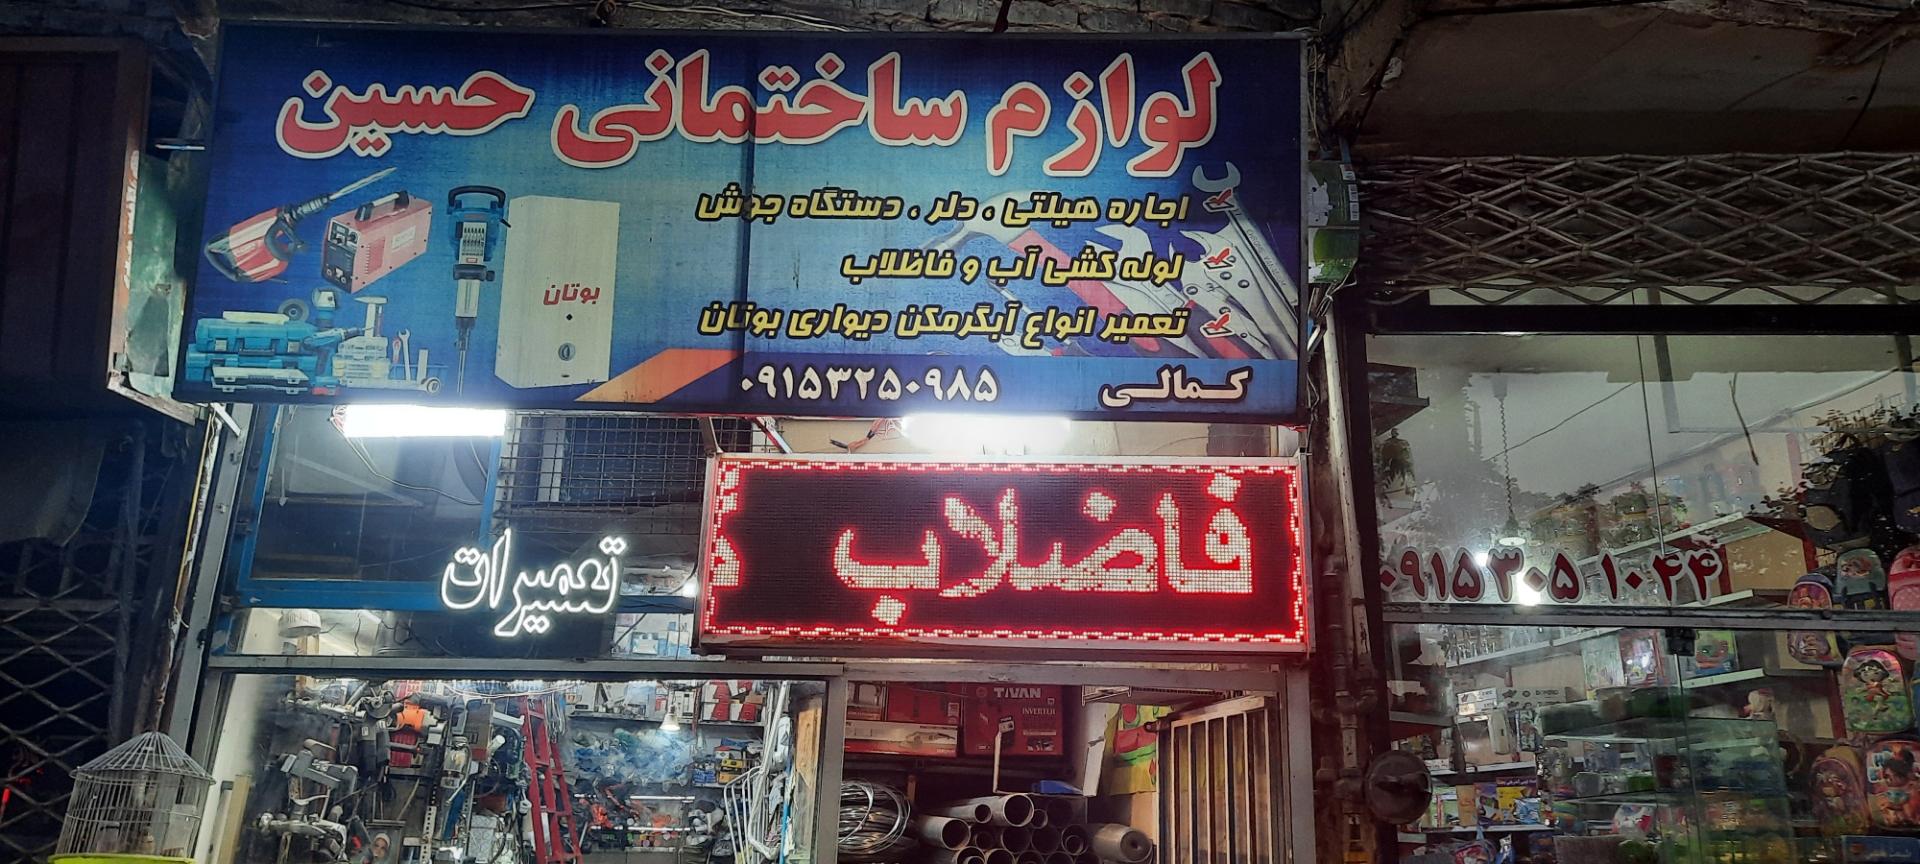 لوازم ساختمانی حسین
اجاره هیلتی ، دلر ، دستگاه جوش
لوله کشی آب و فاظلاب
تعمیر انواع آبگرمکن دیواری بوتان
بوتان
کمالی ۰۹۱۵۳۲۵۰۹۸۵
فاضلاب د
تعمیرات
۰۹۱۵۳۰۵۱۰۴۴
TIVAN
INVERTER